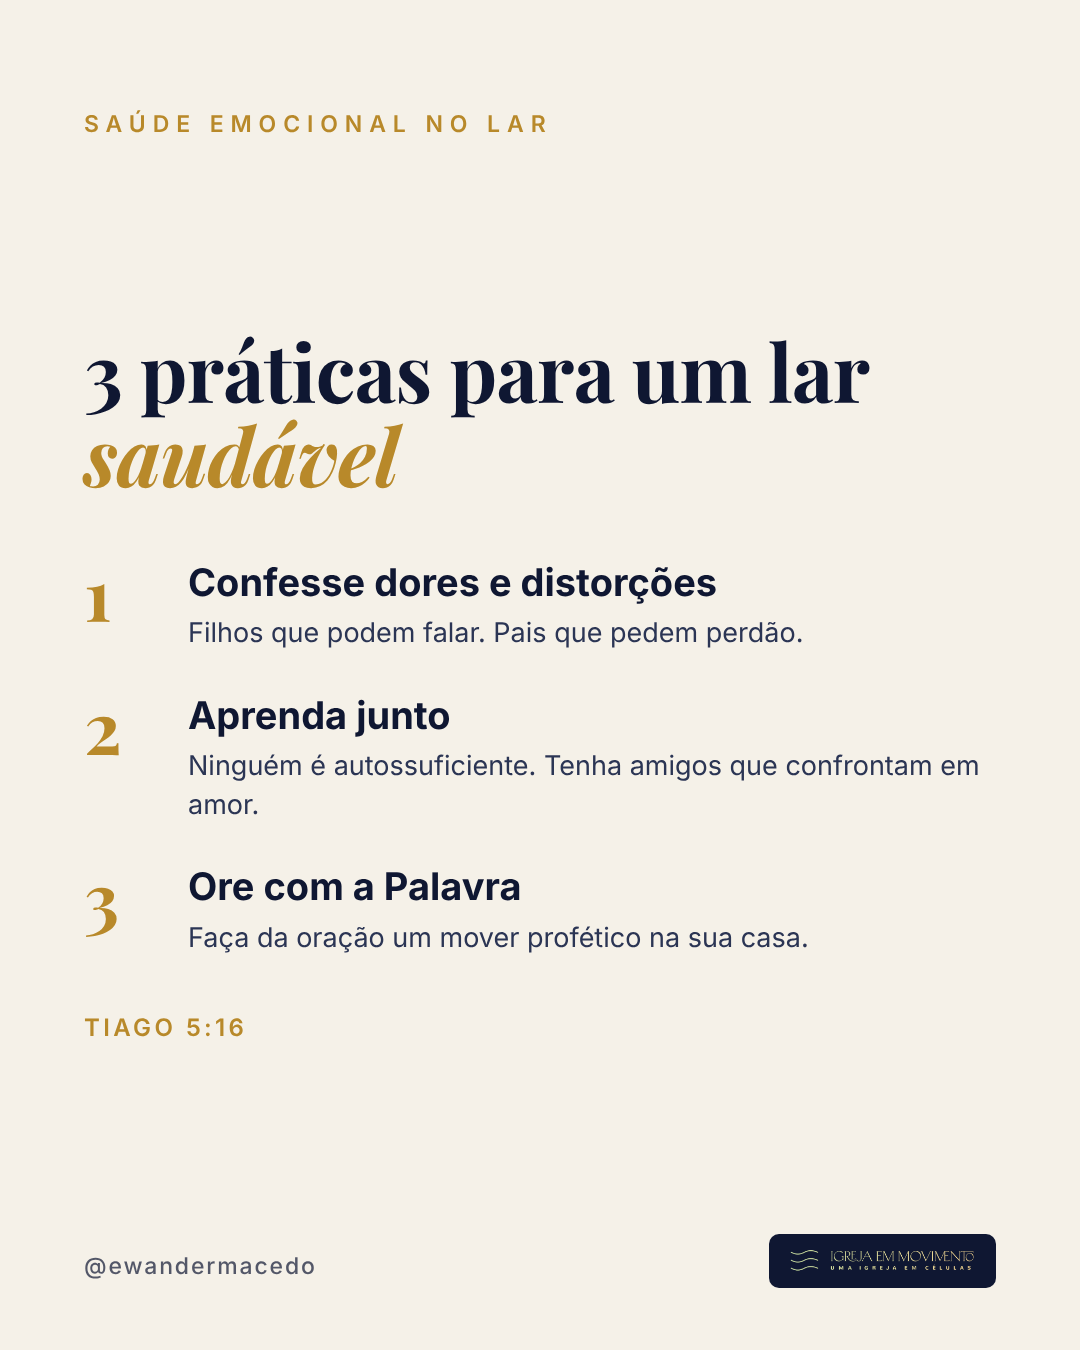 SAÚDE EMOCIONAL NO LAR
3 práticas para um lar
saudável
1
Confesse dores e distorções
Filhos que podem falar. Pais que pedem perdão.
2
Aprenda junto
Ninguém é autossuficiente. Tenha amigos que confrontam em
amor.
3
Ore com a Palavra
Faça da oração um mover profético na sua casa.
TIAGO 5:16
@ewandermacedo
IGREJA EM MOVIMENTO
UMA IGREJA EM CÉLULAS